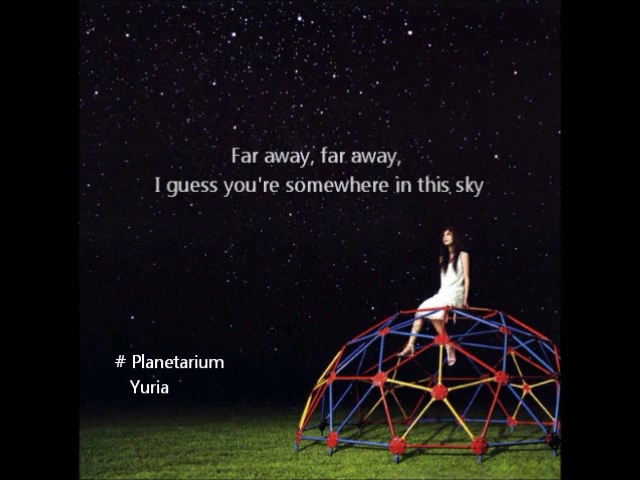 Far away, far away,
I guess you're somewhere in this sky
# Planetarium
Yuria